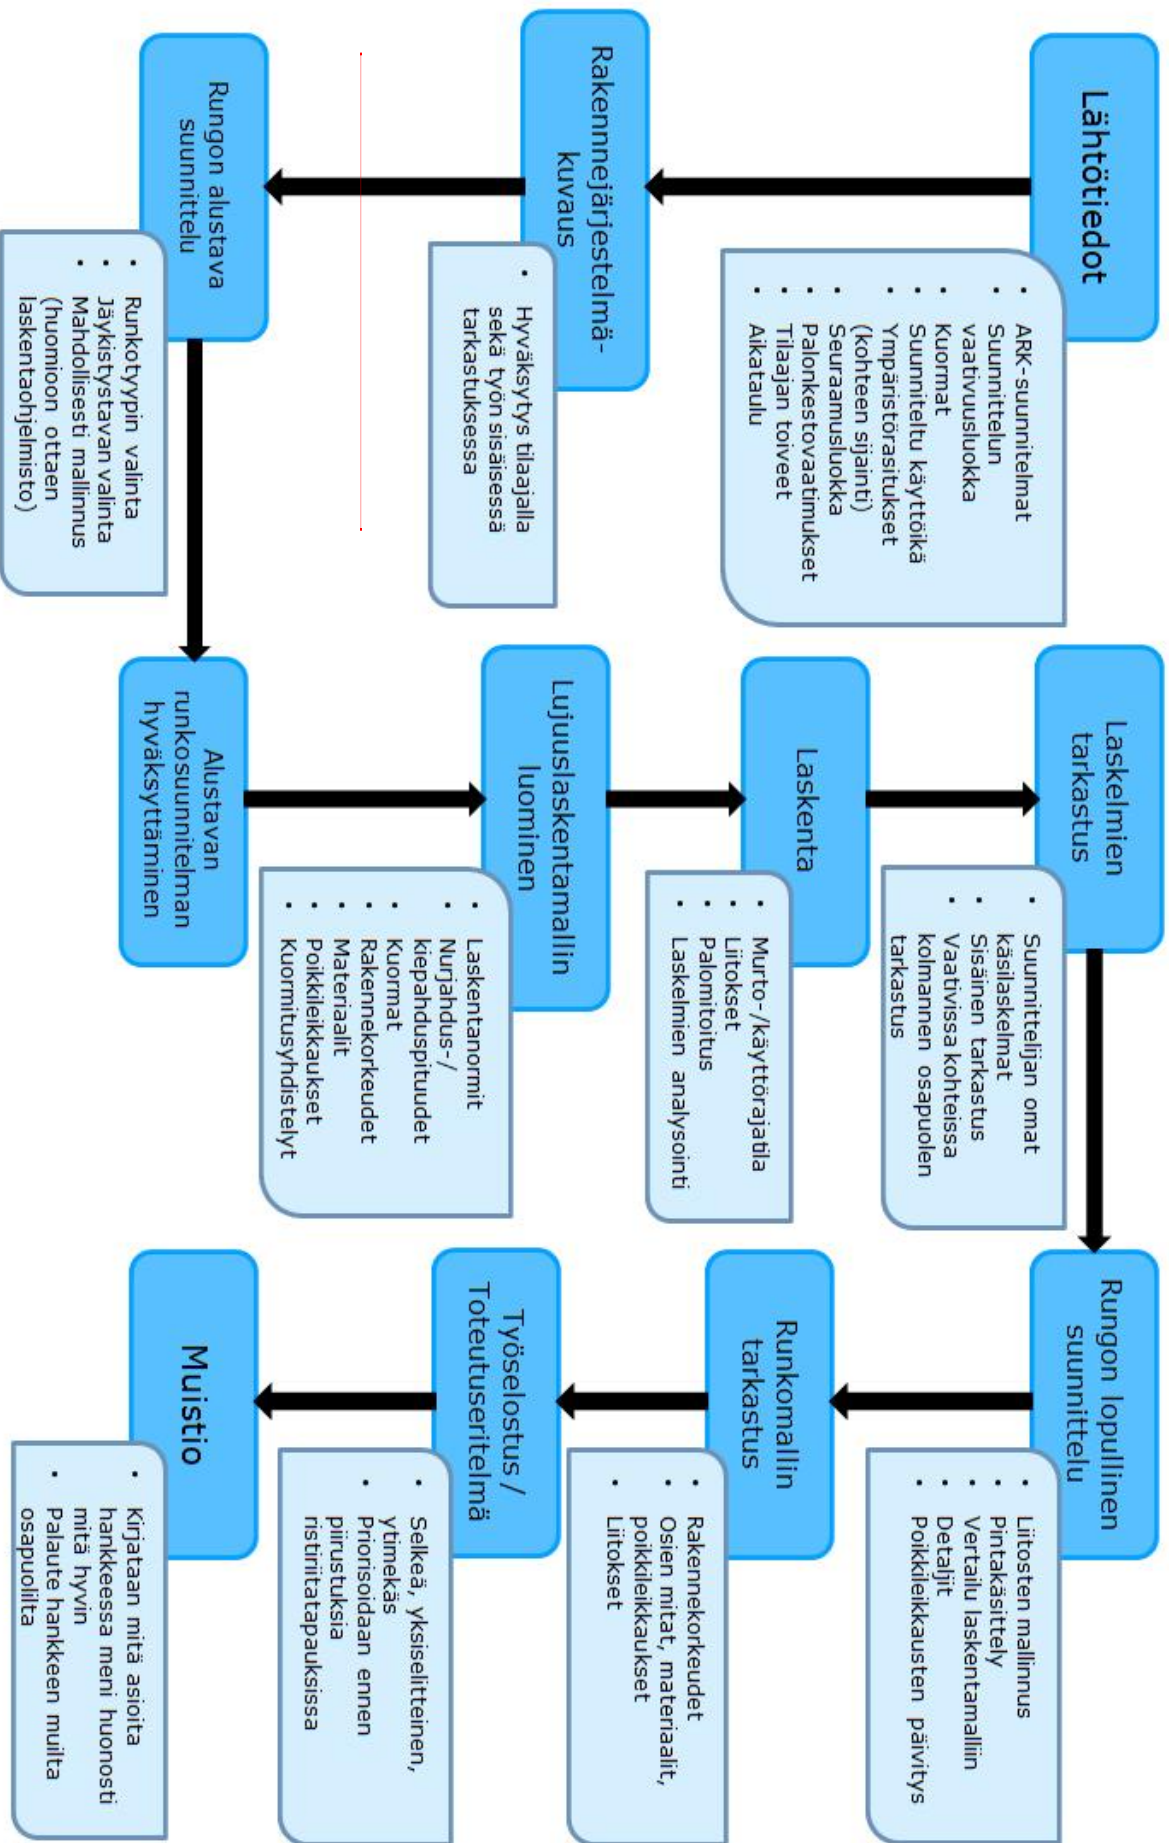 Lähtötiedot
• ARK-suunnitelmat
• Suunnittelun
vaativuusluokka
• Kuormat
• Suunniteltu käyttöikä
• Ympäristörasitukset
(kohteen sijainti)
• Seuraamusluokka
• Palonkestovaatimukset
• Tilaajan toiveet
• Aikataulu
Rakennnejärjestelmä-
kuvaus
• Hyväksytys tilaajalla
sekä työn sisäisessä
tarkastuksessa
Rungon alustava
suunnittelu
• Runkotyypin valinta
• Jäykistystavan valinta
• Mahdollisesti mallinnus
(huomioon ottaen
laskentaohjelmisto)
Alustavan
runkosuunnitelman
hyväksyttäminen
Lujuuslaskentamallin
luominen
• Laskentanormit
• Nurjahdus-/
kiepahduspituudet
• Kuormat
• Rakennekorkeudet
• Materiaalit
• Poikkileikkaukset
• Kuormitusyhdistelyt
Laskenta
• Murto-/käyttörajatila
• Liitokset
• Palomitoitus
• Laskelmien analysointi
Laskelmien
tarkastus
• Suunnittelijan omat
käsilaskelmat
• Sisäinen tarkastus
• Vaativissa kohteissa
kolmannen osapuolen
tarkastus
Rungon lopullinen
suunnittelu
• Liitosten mallinnus
• Pintakäsittely
• Vertailu laskentamalliin
• Detaljit
• Poikkileikkausten päivitys
Runkomallin
tarkastus
• Rakennekorkeudet
• Osien mitat, materiaalit,
poikkileikkaukset
• Liitokset
Työselostus /
Toteutuseritelmä
• Selkeä, yksiselitteinen,
ytimekäs
• Priorisoidaan ennen
piirustuksia
ristiriitatapauksissa
Muistio
• Kirjataan mitä asioita
hankkeessa meni huonosti
mitä hyvin
• Palaute hankkeen muilta
osapuolilta